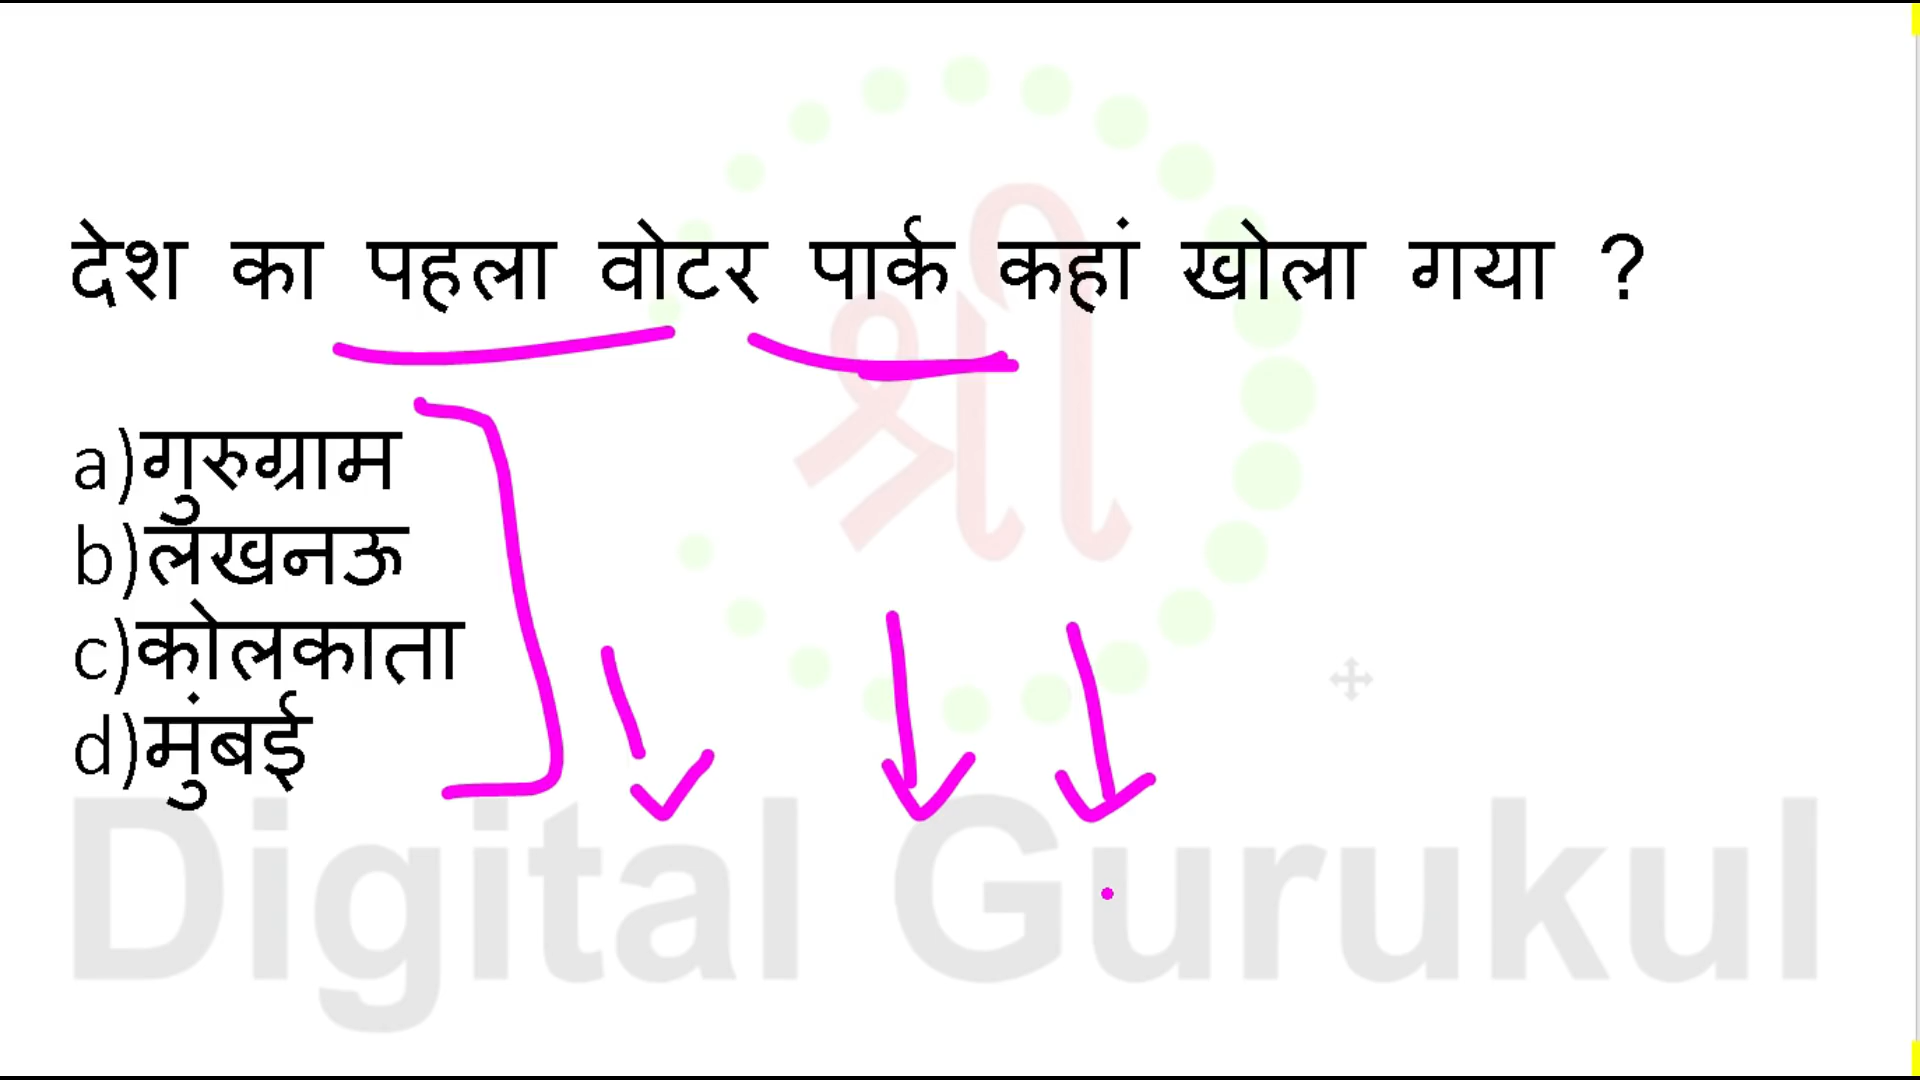 देश का पहला वोटर पार्क कहां खोला गया ?
a)गुरुग्राम
b)लखनऊ
c)कोलकाता
d)मुंबई
श्री
Digital Gurukul